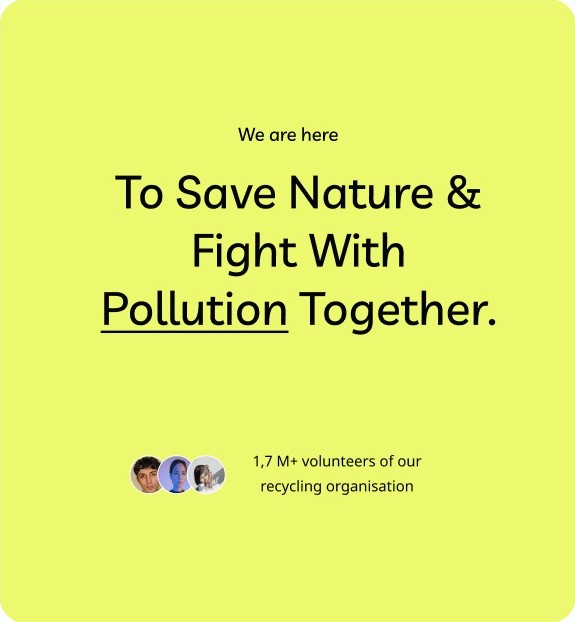 We are here
To Save Nature &
Fight With
Pollution Together.
1,7 M+ volunteers of our
recycling organisation